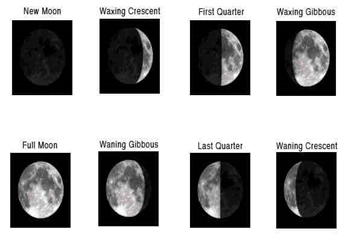 New Moon
Waxing Crescent
First Quarter
Waxing Gibbous
Full Moon
Waning Gibbous
Last Quarter
Waning Crescent